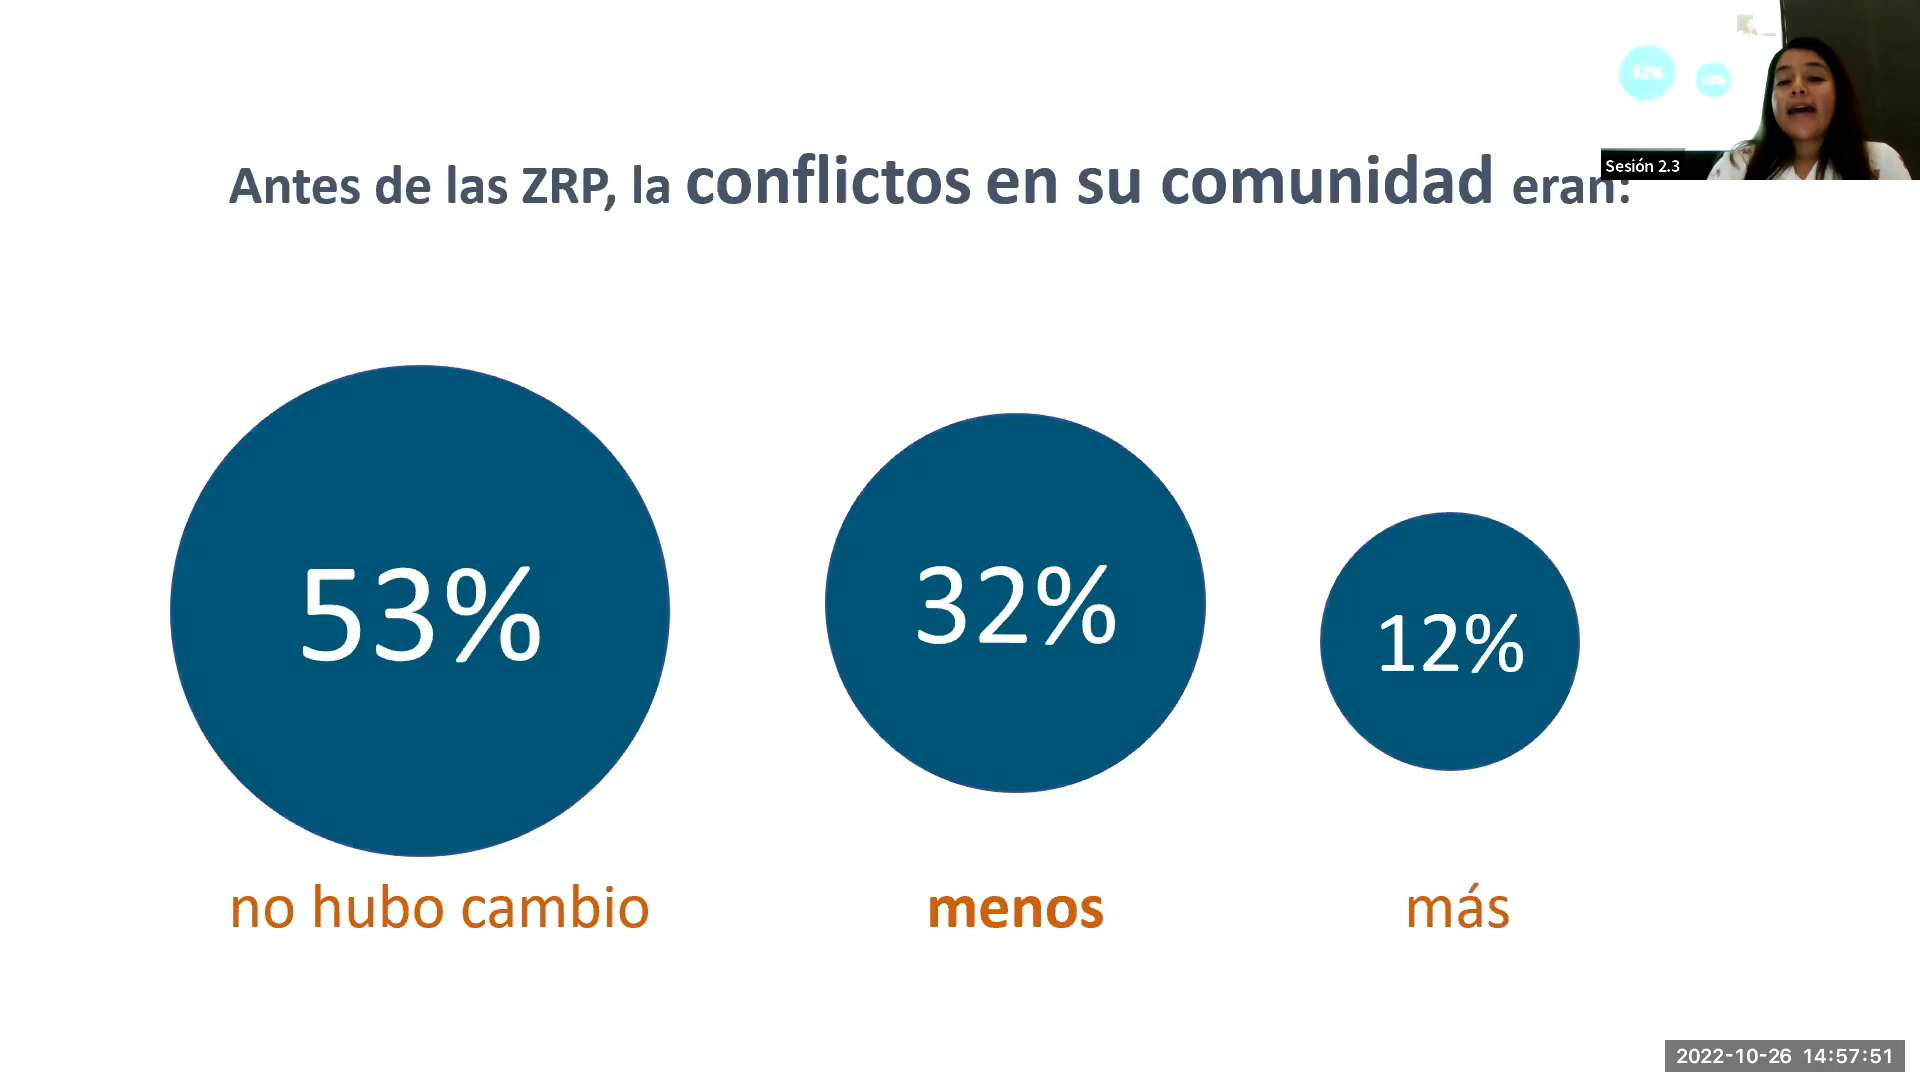 Antes de las ZRP, la conflictos en su comunidad eran:
Sesión 2.3
53%
32%
12%
no hubo cambio
menos
más
32%
2022-10-26 14:57:51